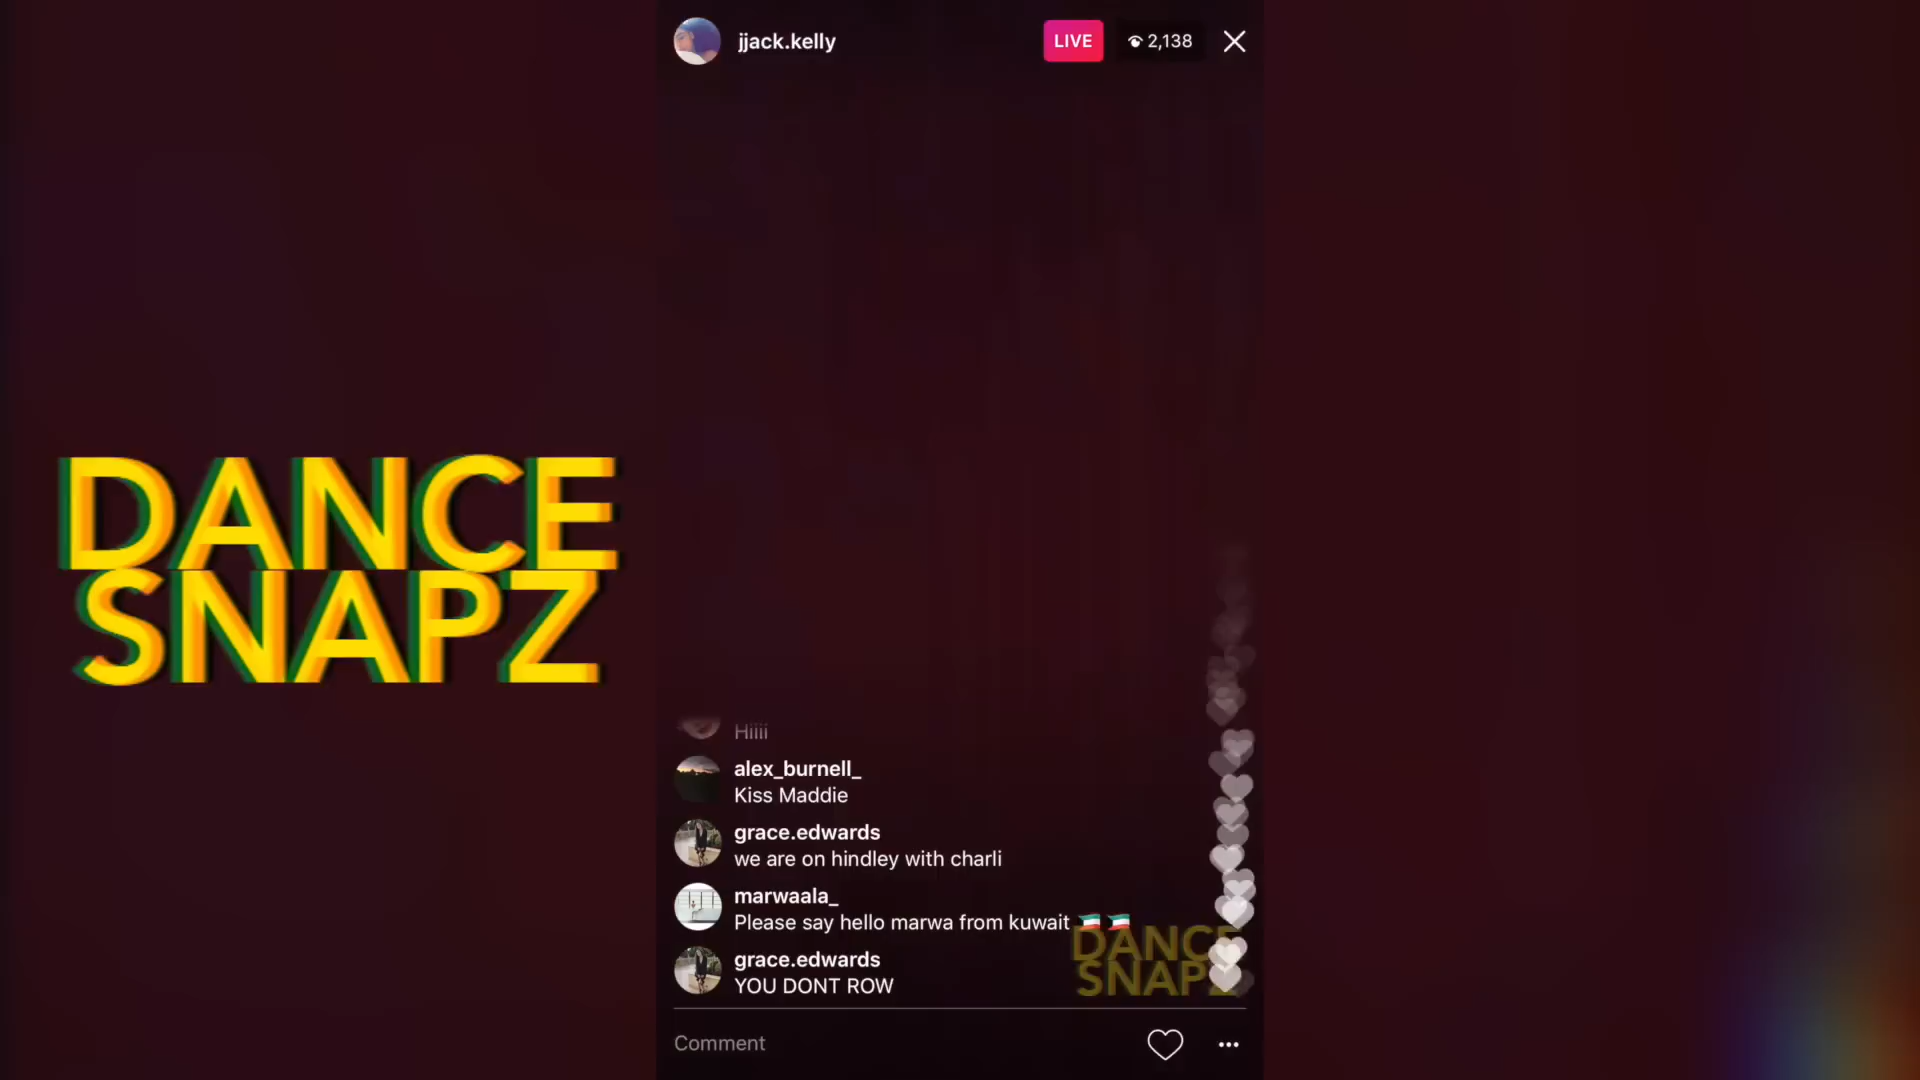 jjack.kelly
LIVE
2,138
DANCE
SNAPZ
Hiiii
alex_burnell_
Kiss Maddie
grace.edwards
we are on hindley with charli
marwaala_
Please say hello marwa from kuwait 🇰🇼 🇰🇼
grace.edwards
YOU DONT ROW
DANCE
SNAPZ
Comment